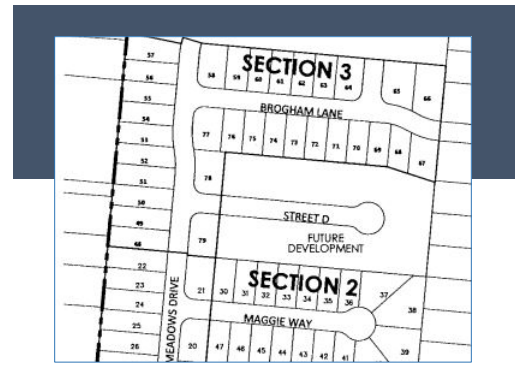 57
56
55
54
53
52
51
50
49
48
SECTION 3
58 59 60 61 62 63 64
65 66
BROGHAM LANE
77 76 75 74 73 72 71 70 69 68 67
78
STREET D
79
FUTURE
DEVELOPMENT
22
23
24
25
26
MEADOWS DRIVE
SECTION 2
21 30 31 32 33 34 35 36 37
38
MAGGIE WAY
20 47 46 45 44 43 42 41
39